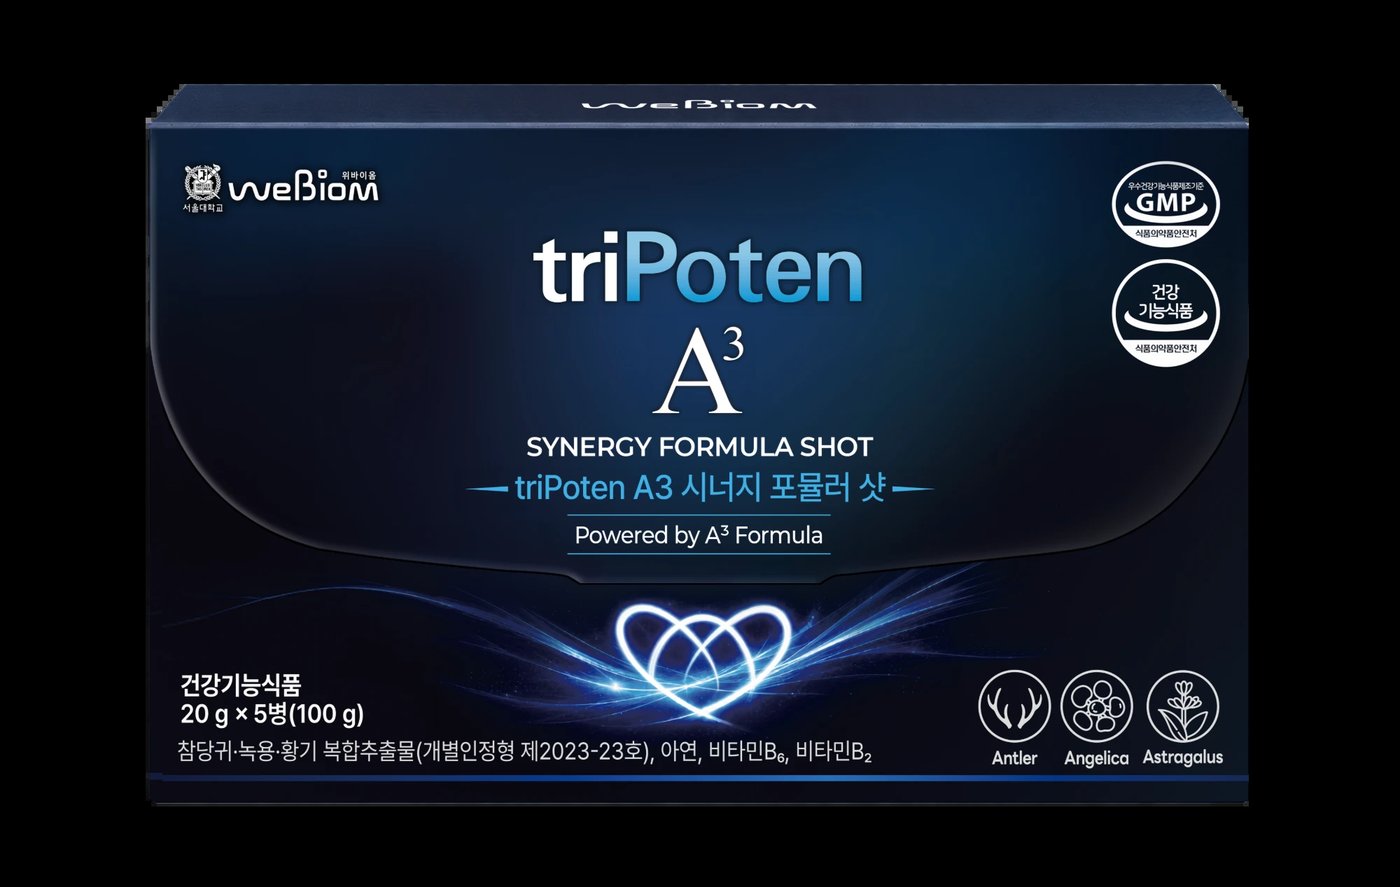 WeBioM
서울대학교
WeBioM
위바이옴
우수건강기능식품제조기준
GMP
식품의약품안전처
건강
기능식품
식품의약품안전처
triPoten
A³
SYNERGY FORMULA SHOT
triPoten A3 시너지 포뮬러 샷
Powered by A³ Formula
건강기능식품
20 g × 5병(100 g)
참당귀·녹용·황기 복합추출물(개별인정형 제2023-23호), 아연, 비타민B₆, 비타민B₂
Antler
Angelica
Astragalus